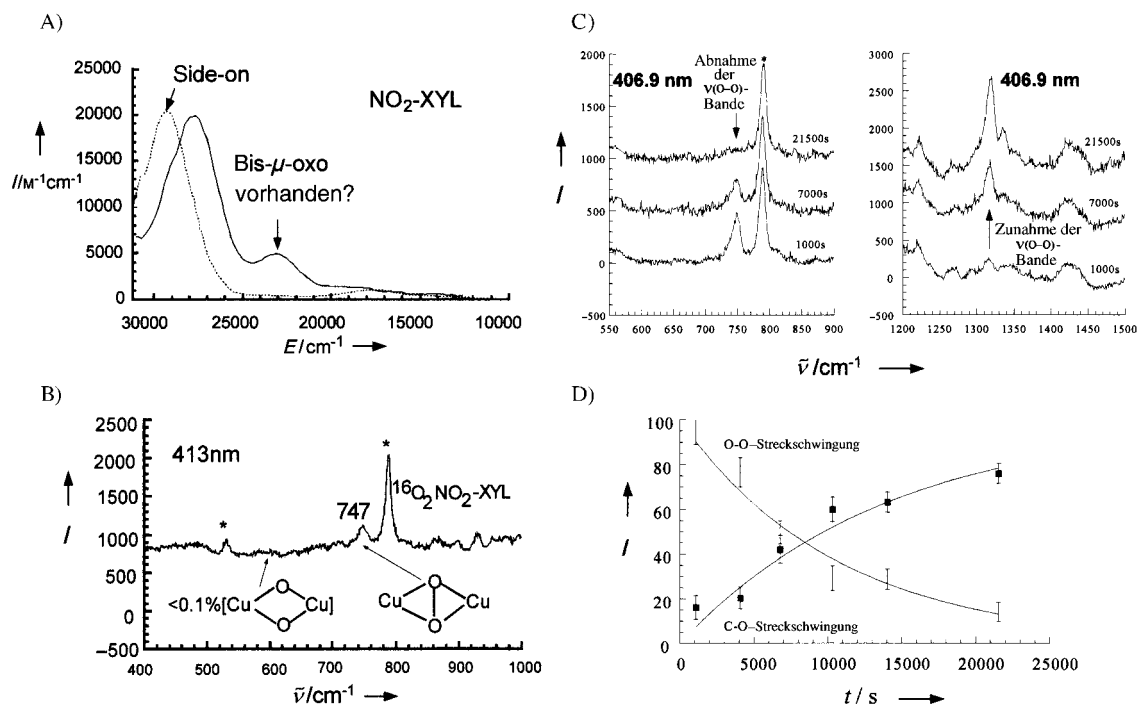 A)
25000
20000
15000
10000
5000
0
I/M⁻¹cm⁻¹
Side-on
NO₂-XYL
Bis-μ-oxo
vorhanden?
30000 25000 20000 15000 10000
E/cm⁻¹
B)
2500
2000
1500
1000
500
0
−500
I
413nm
*
747
*
¹⁶O₂NO₂-XYL
<0.1%[Cu O O Cu]
Cu O O Cu
400 500 600 700 800 900 1000
ν̃/cm⁻¹
C)
2000
1500
1000
500
0
−500
I
406.9 nm
Abnahme
der
ν(O–O)-
Bande
*
21500s
7000s
1000s
550 600 650 700 750 800 850 900
3500
3000
2500
2000
1500
1000
500
0
−500
406.9 nm
21500s
7000s
Zunahme der
ν(O–O)-
Bande
1000s
1200 1250 1300 1350 1400 1450 1500
ν̃/cm⁻¹
D)
100
80
60
40
20
0
I
O-O–Streckschwingung
C-O–Streckschwingung
0 5000 10000 15000 20000 25000
t/s